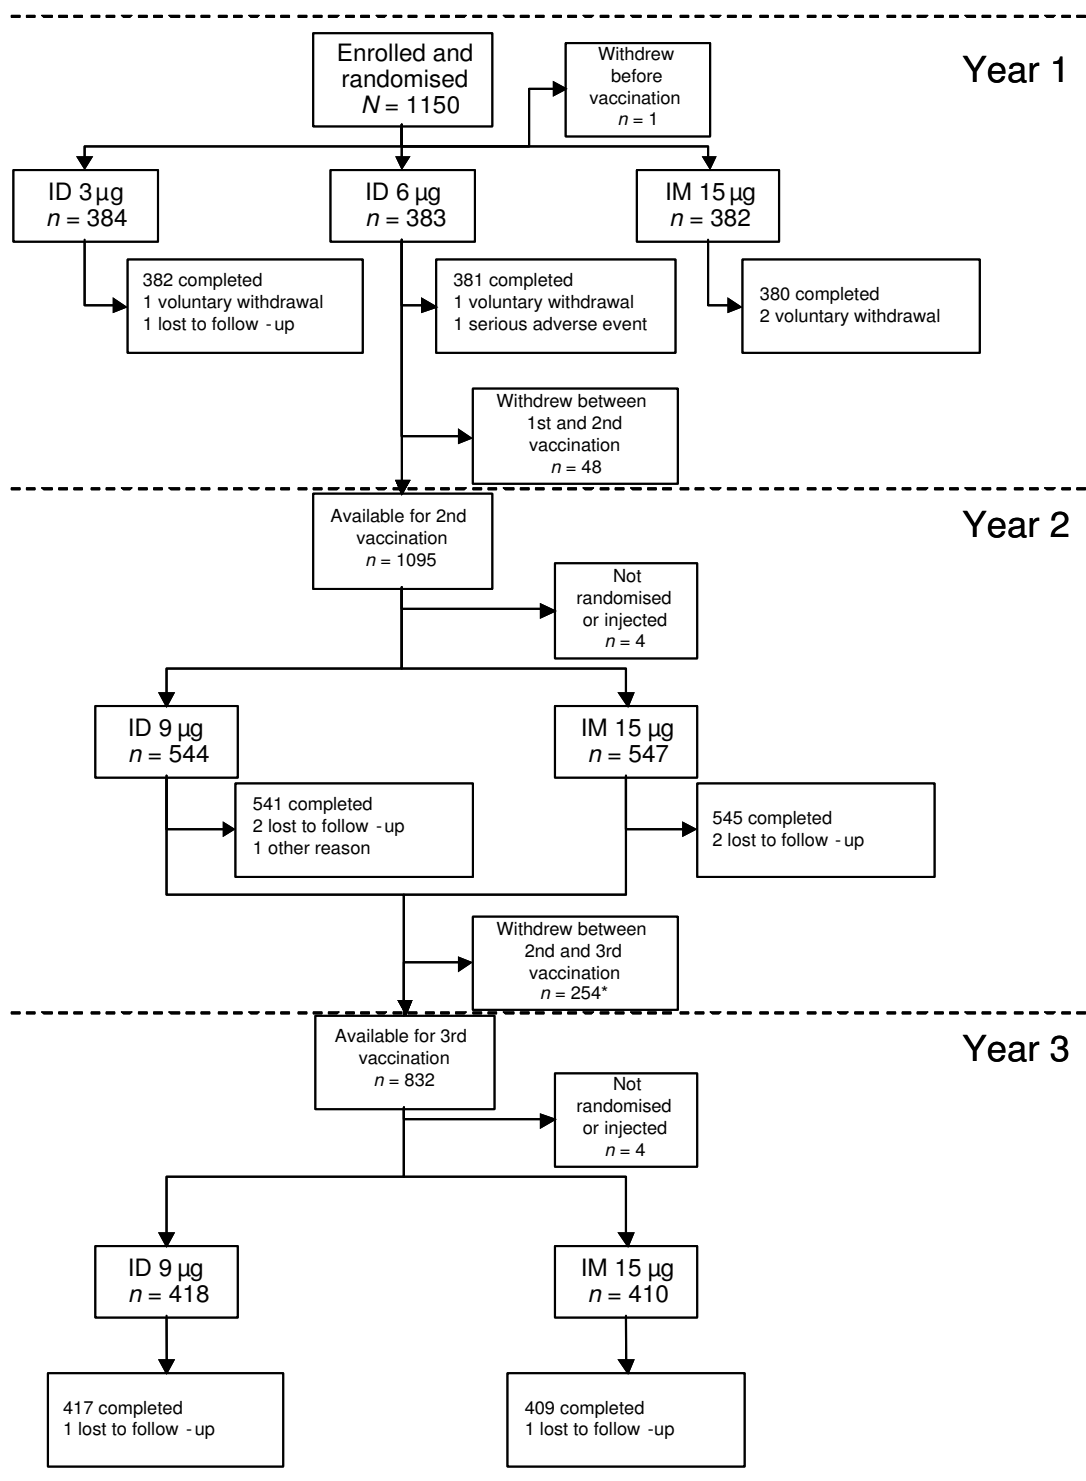 Year 1
Enrolled and
randomised
N = 1150
Withdrew
before
vaccination
n = 1
ID 3 µg
n = 384
ID 6 µg
n = 383
IM 15 µg
n = 382
382 completed
1 voluntary withdrawal
1 lost to follow - up
381 completed
1 voluntary withdrawal
1 serious adverse event
380 completed
2 voluntary withdrawal
Withdrew between
1st and 2nd
vaccination
n = 48
Year 2
Available for 2nd
vaccination
n = 1095
Not
randomised
or injected
n = 4
ID 9 µg
n = 544
IM 15 µg
n = 547
541 completed
2 lost to follow - up
1 other reason
545 completed
2 lost to follow - up
Withdrew between
2nd and 3rd
vaccination
n = 254*
Year 3
Available for 3rd
vaccination
n = 832
Not
randomised
or injected
n = 4
ID 9 µg
n = 418
IM 15 µg
n = 410
417 completed
1 lost to follow - up
409 completed
1 lost to follow -up